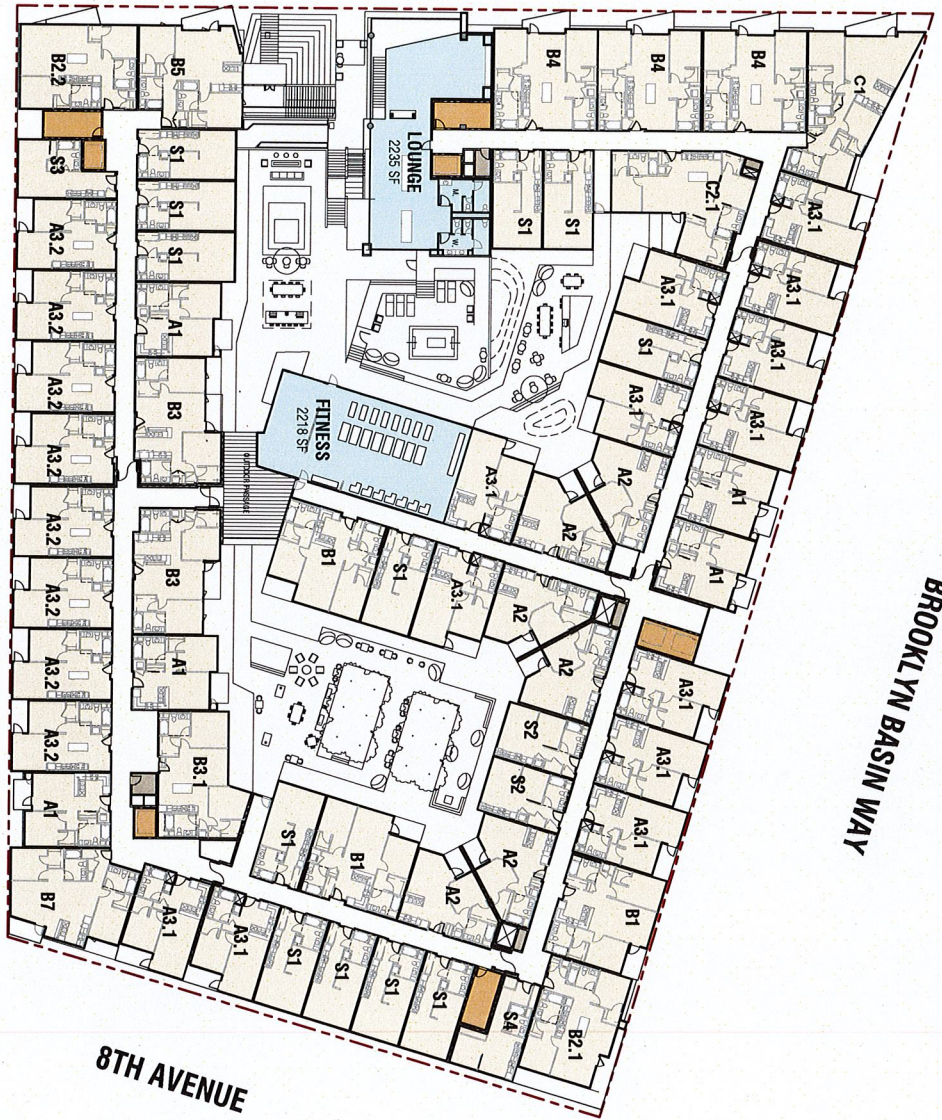 B2.2
B5
B4
B4
B4
C1
LOUNGE
2235 SF
S3
S1
S1
S1
M.
W.
S1
S1
C2.1
A3.1
A3.1
A3.1
A3.1
A1
A1
A3.1
S1
A3.1
A2
A2
A3.2
A3.2
A3.2
A3.2
A3.2
A3.2
A3.2
A3.2
A1
B3
FITNESS
2218 SF
OUTDOOR PASSAGE
A3.1
B1
S1
A3.1
A2
A2
B3
A1
B3.1
S2
S2
A3.1
A3.1
A3.1
B1
A1
S1
B1
A2
A2
B7
A3.1
A3.1
S1
S1
S1
S1
S4
B2.1
BROOKLYN BASIN WAY
8TH AVENUE